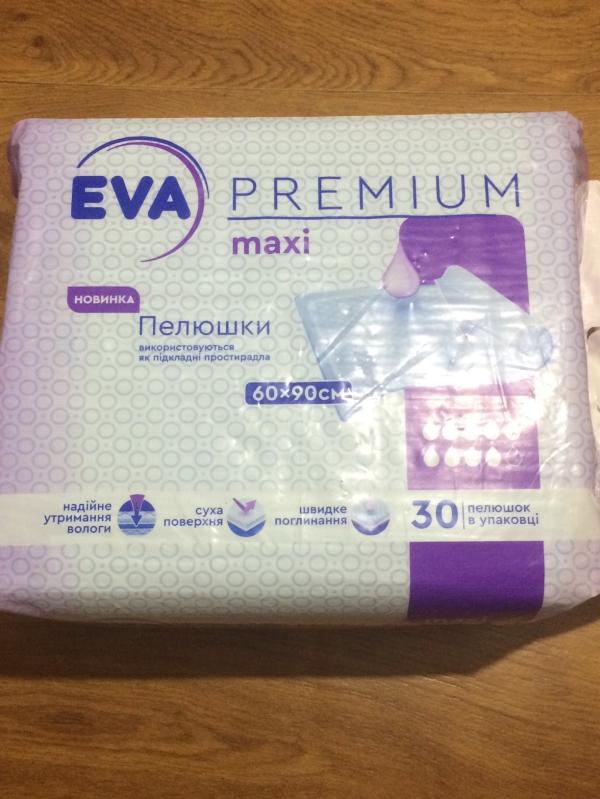 EVA PREMIUM
maxi
НОВИНКА
Пелюшки
використовуються
як підкладні простирадла
60×90см
надійне
утримання
вологи
суха
поверхня
швидке
поглинання
30 пелюшок
в упаковці